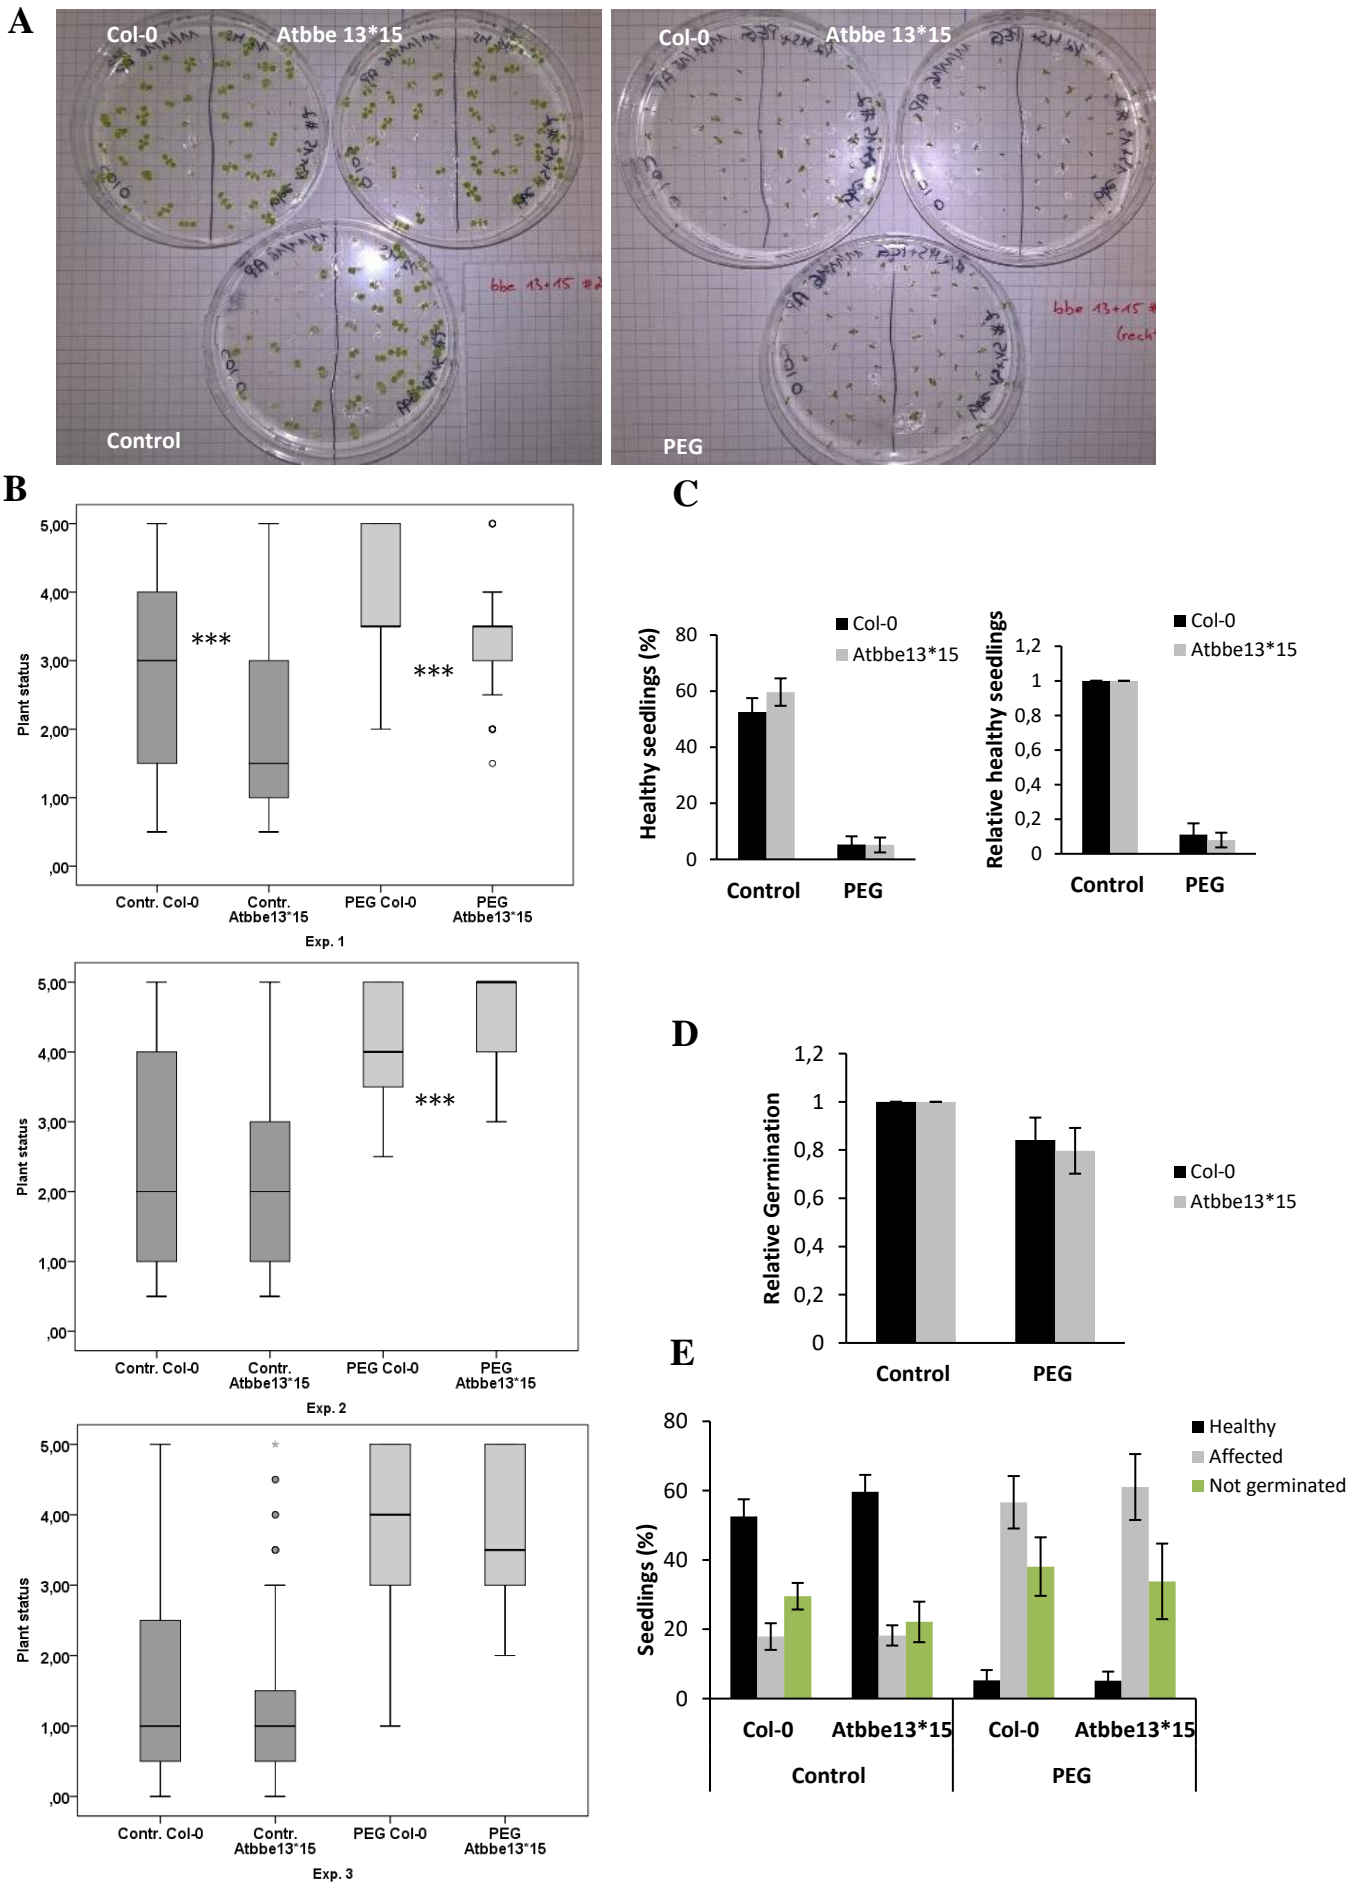 A
Col-0
Atbbe 13*15
Control
bbe 13+15 #2
Col-0
Atbbe 13*15
PEG
bbe 13+15 #
B
Plant status
5,00
4,00
3,00
2,00
1,00
,00
***
***
Contr. Col-0
Contr. Atbbe13*15
PEG Col-0
PEG Atbbe13*15
Exp. 1
Plant status
5,00
4,00
3,00
2,00
1,00
,00
***
Contr. Col-0
Contr. Atbbe13*15
PEG Col-0
PEG Atbbe13*15
Exp. 2
Plant status
5,00
4,00
3,00
2,00
1,00
,00
*
Contr. Col-0
Contr. Atbbe13*15
PEG Col-0
PEG Atbbe13*15
Exp. 3
C
Healthy seedlings (%)
80
60
40
20
0
Control
PEG
Col-0
Atbbe13*15
Relative healthy seedlings
1,2
1
0,8
0,6
0,4
0,2
0
Control
PEG
Col-0
Atbbe13*15
D
Relative Germination
1,2
1
0,8
0,6
0,4
0,2
0
Control
PEG
Col-0
Atbbe13*15
E
Seedlings (%)
80
60
40
20
0
Healthy
Affected
Not germinated
Col-0
Atbbe13*15
Col-0
Atbbe13*15
Control
PEG